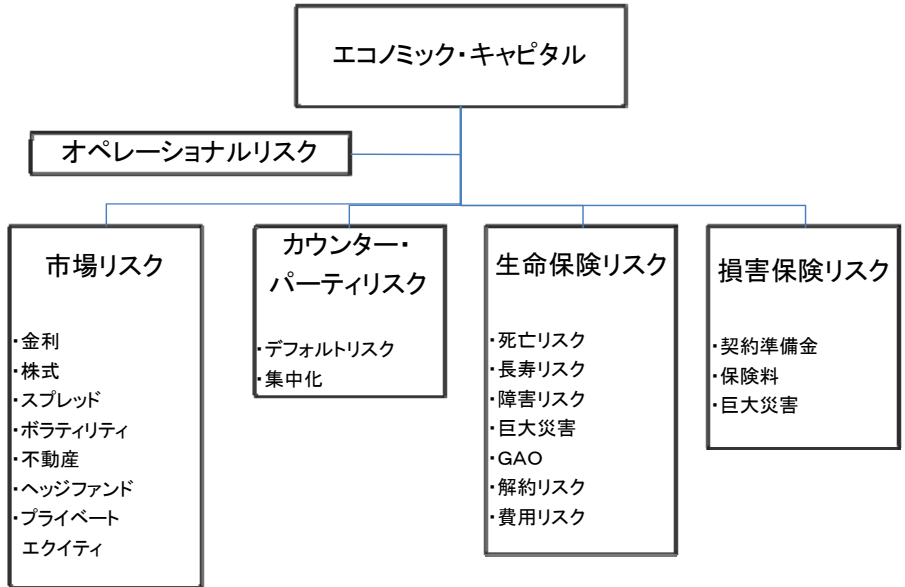 エコノミック・キャピタル
オペレーショナルリスク
市場リスク
・金利
・株式
・スプレッド
・ボラティリティ
・不動産
・ヘッジファンド
・プライベート
エクイティ
カウンター・
パーティリスク
・デフォルトリスク
・集中化
生命保険リスク
・死亡リスク
・長寿リスク
・障害リスク
・巨大災害
・GAO
・解約リスク
・費用リスク
損害保険リスク
・契約準備金
・保険料
・巨大災害